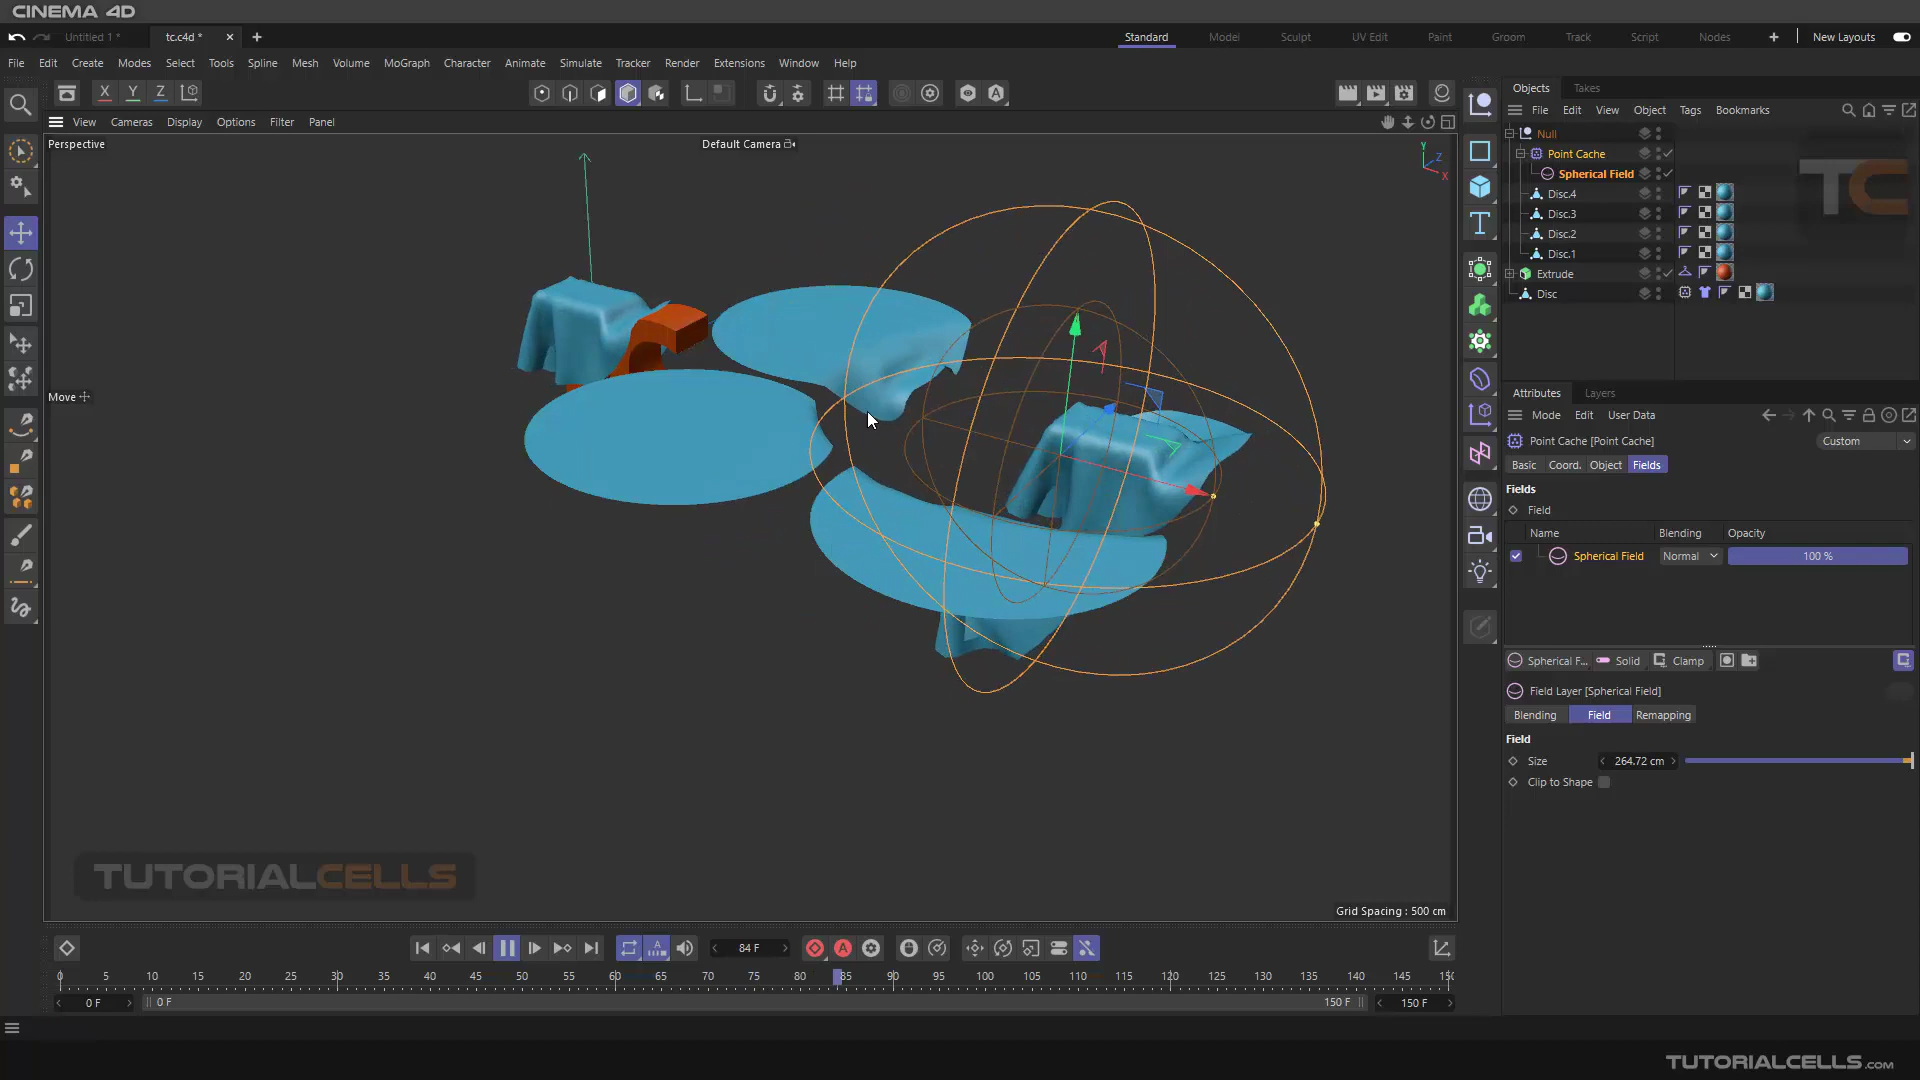 CINEMA 4D
Untitled 1 *
tc.c4d *
Standard
Model
Sculpt
UV Edit
Paint
Groom
Track
Script
Nodes
New Layouts
File Edit Create Modes Select Tools Spline Mesh Volume MoGraph Character Animate Simulate Tracker Render Extensions Window Help
X Y Z
Objects Takes
View Cameras Display Options Filter Panel
File Edit View Object Tags Bookmarks
Perspective
Default Camera
Y
Z
X
Null
Point Cache
Spherical Field
Disc.4
Disc.3
Disc.2
Disc.1
Extrude
Disc
TC
Move
Attributes Layers
Mode Edit User Data
Point Cache [Point Cache]
Custom
Basic Coord. Object Fields
Fields
Field
Name Blending Opacity
Spherical Field Normal 100 %
Spherical F... Solid Clamp
Field Layer [Spherical Field]
Blending Field Remapping
Field
Size 264.72 cm
Clip to Shape
TUTORIALCELLS
Grid Spacing : 500 cm
84 F
0 5 10 15 20 25 30 35 40 45 50 55 60 65 70 75 80 85 90 95 100 105 110 115 120 125 130 135 140 145
0 F
0 F
150 F
150 F
TUTORIALCELLS.COM